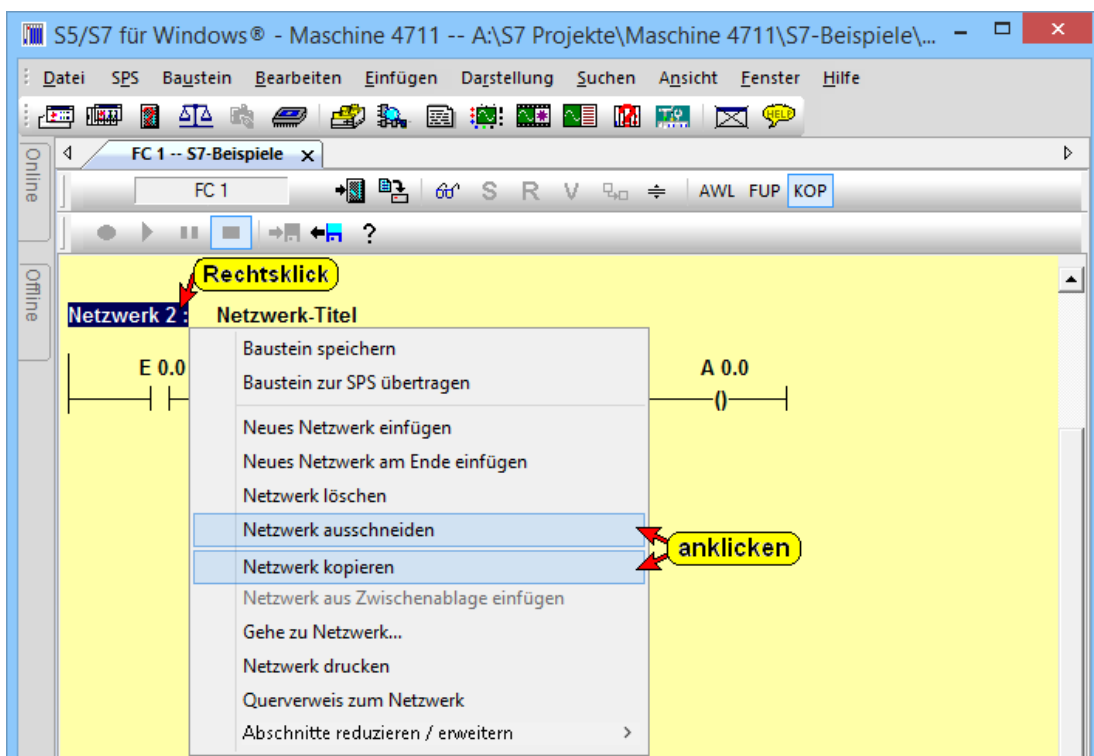 S5/S7 für Windows® - Maschine 4711 -- A:\S7 Projekte\Maschine 4711\S7-Beispiele\...
Datei SPS Baustein Bearbeiten Einfügen Darstellung Suchen Ansicht Fenster Hilfe
HELP
Online
FC 1 -- S7-Beispiele x
FC 1 S R V AWL FUP KOP
?
Offline
Rechtsklick
Netzwerk 2 : Netzwerk-Titel
Baustein speichern
E 0.0 A 0.0
Baustein zur SPS übertragen
Neues Netzwerk einfügen
Neues Netzwerk am Ende einfügen
Netzwerk löschen
Netzwerk ausschneiden
anklicken
Netzwerk kopieren
Netzwerk aus Zwischenablage einfügen
Gehe zu Netzwerk...
Netzwerk drucken
Querverweis zum Netzwerk
Abschnitte reduzieren / erweitern